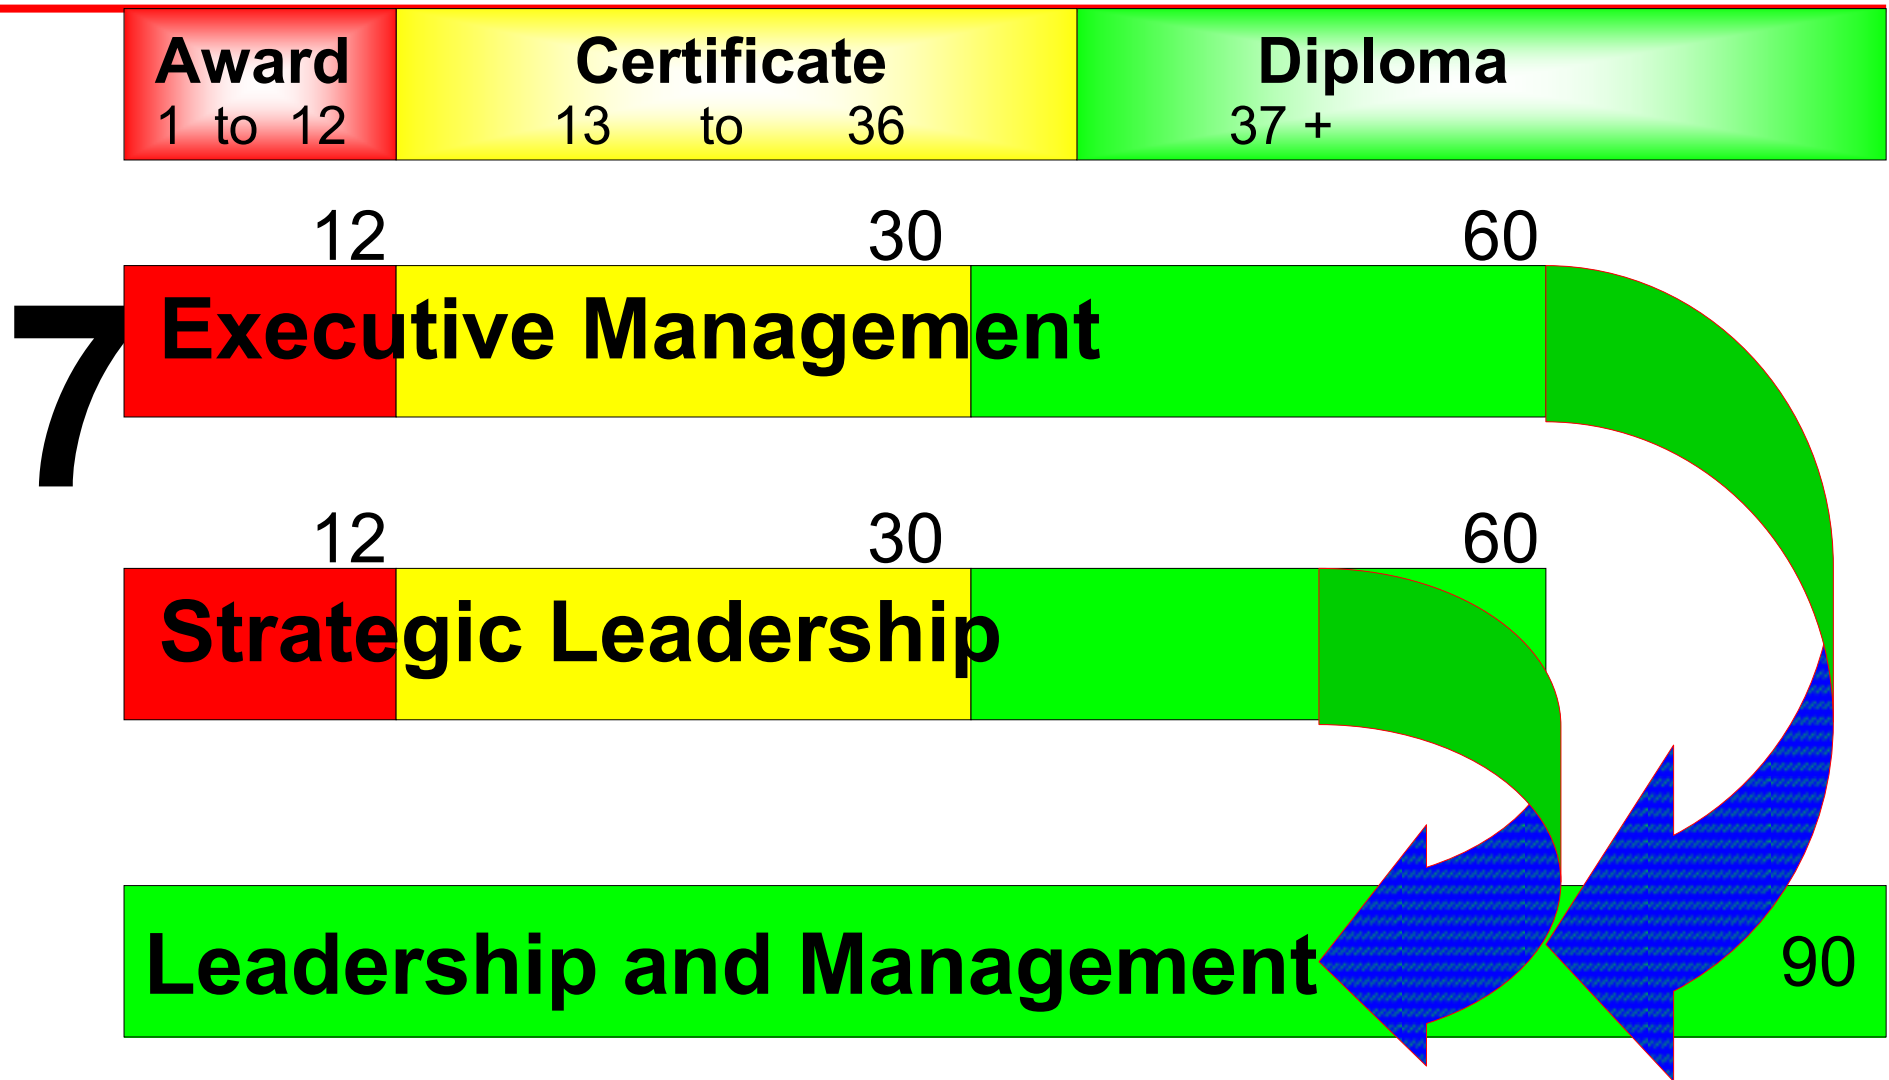 Award Certificate Diploma
1 to 12 13 to 36 37 +
12 30 60
7 Executive Management
12 30 60
Strategic Leadership
Leadership and Management 90